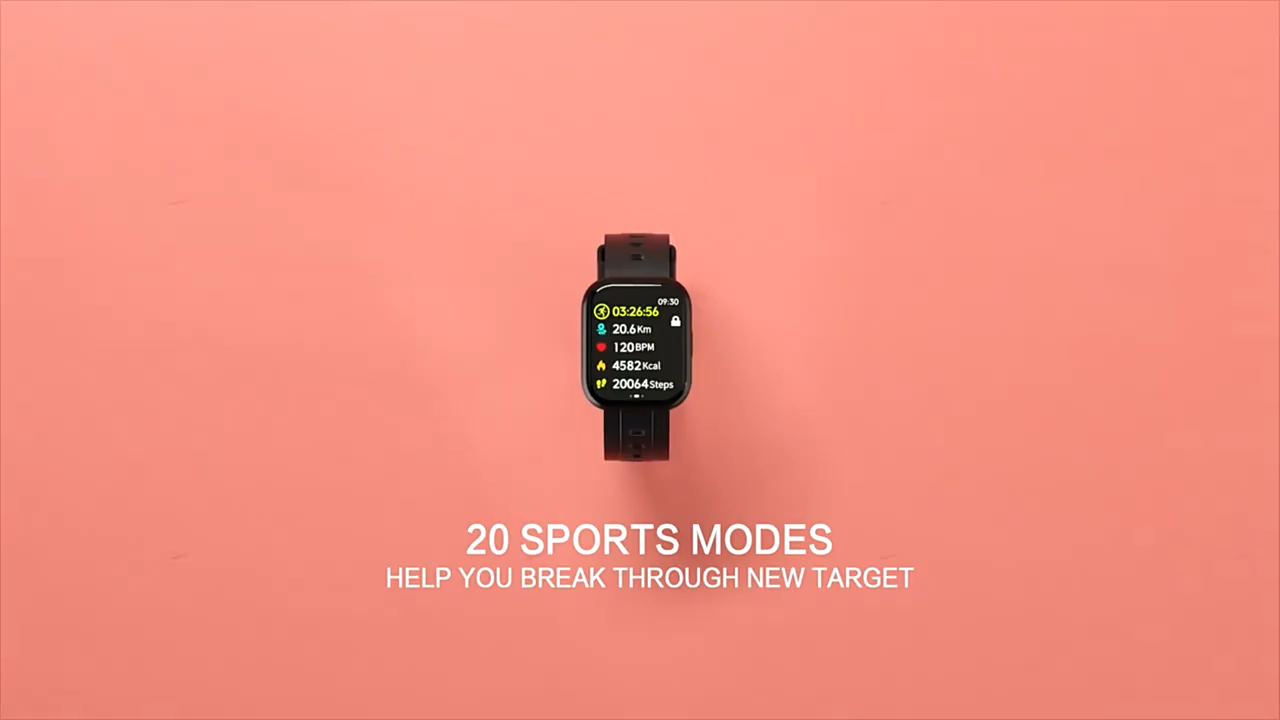 09:30
03:26:56
20.6Km
120BPM
4582Kcal
20064Steps
20 SPORTS MODES
HELP YOU BREAK THROUGH NEW TARGET